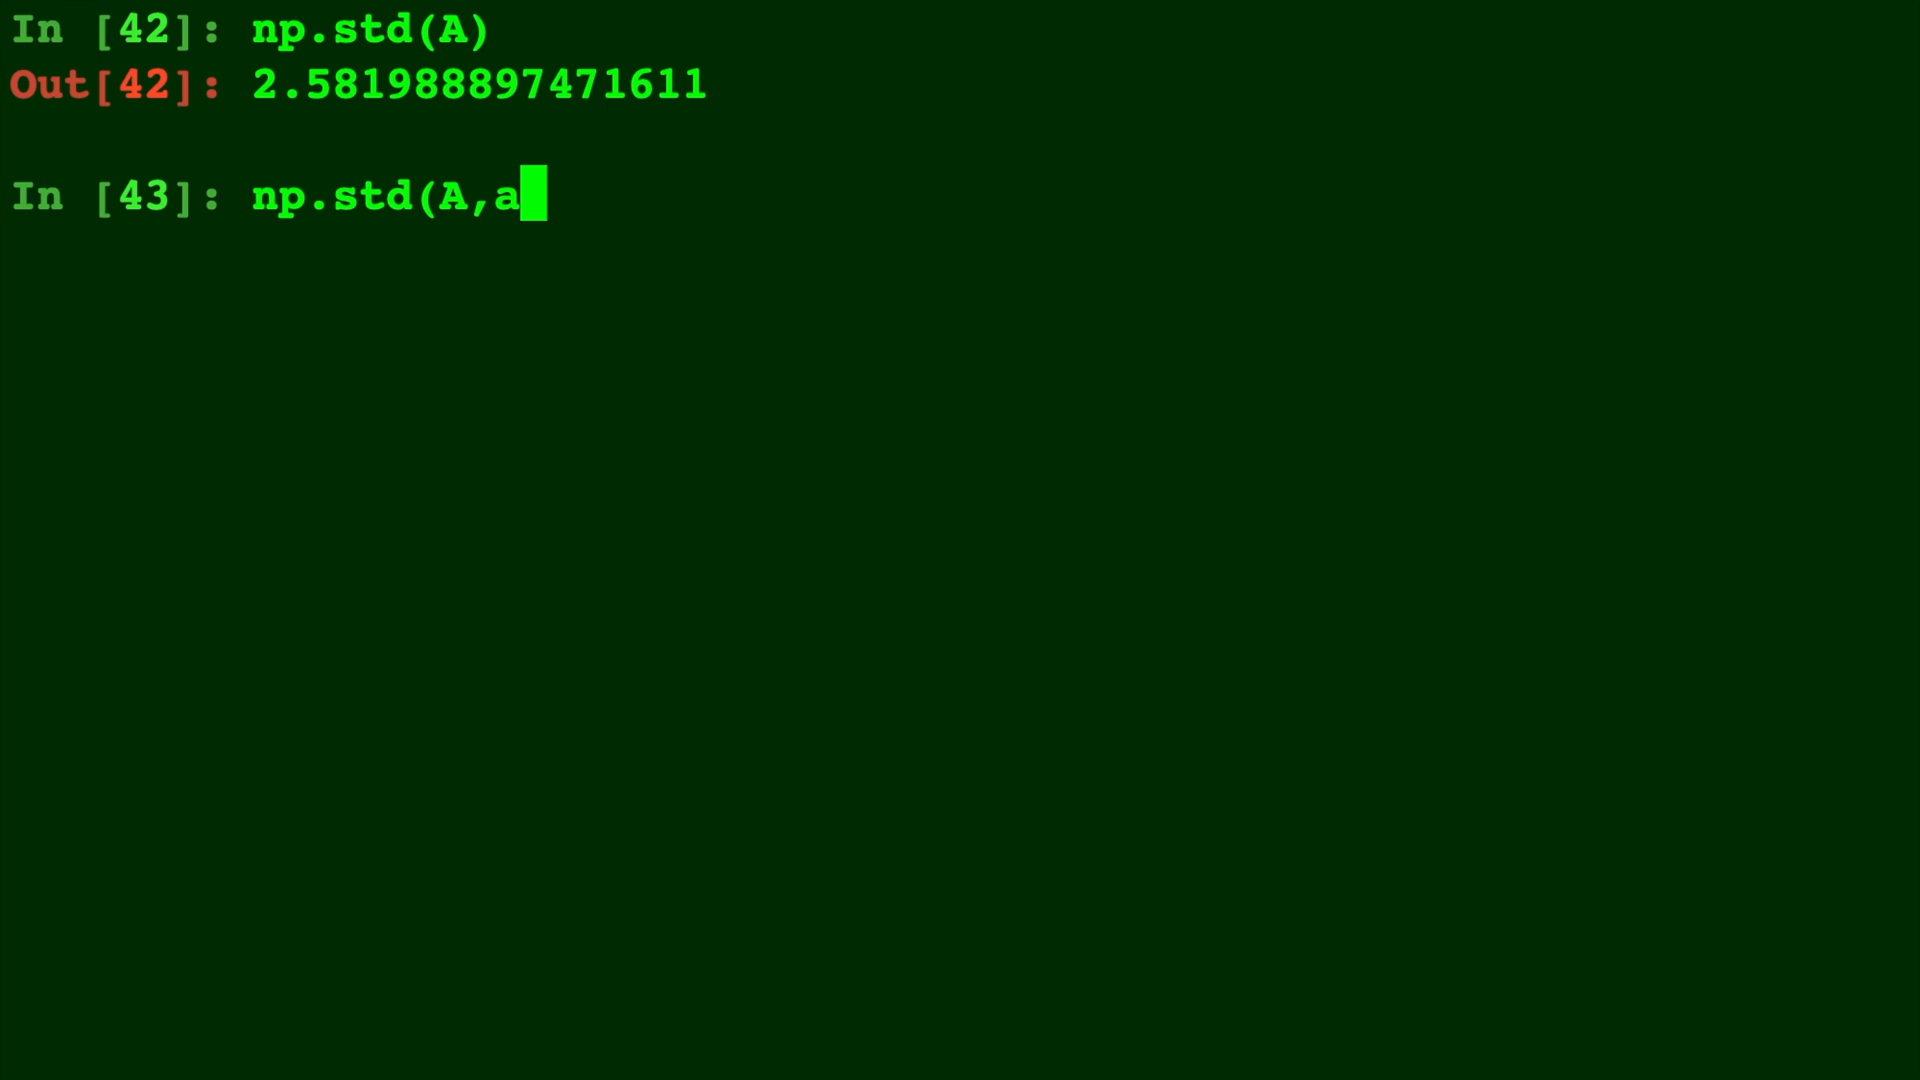 In [42]: np.std(A)
Out[42]: 2.581988897471611
In [43]: np.std(A,a